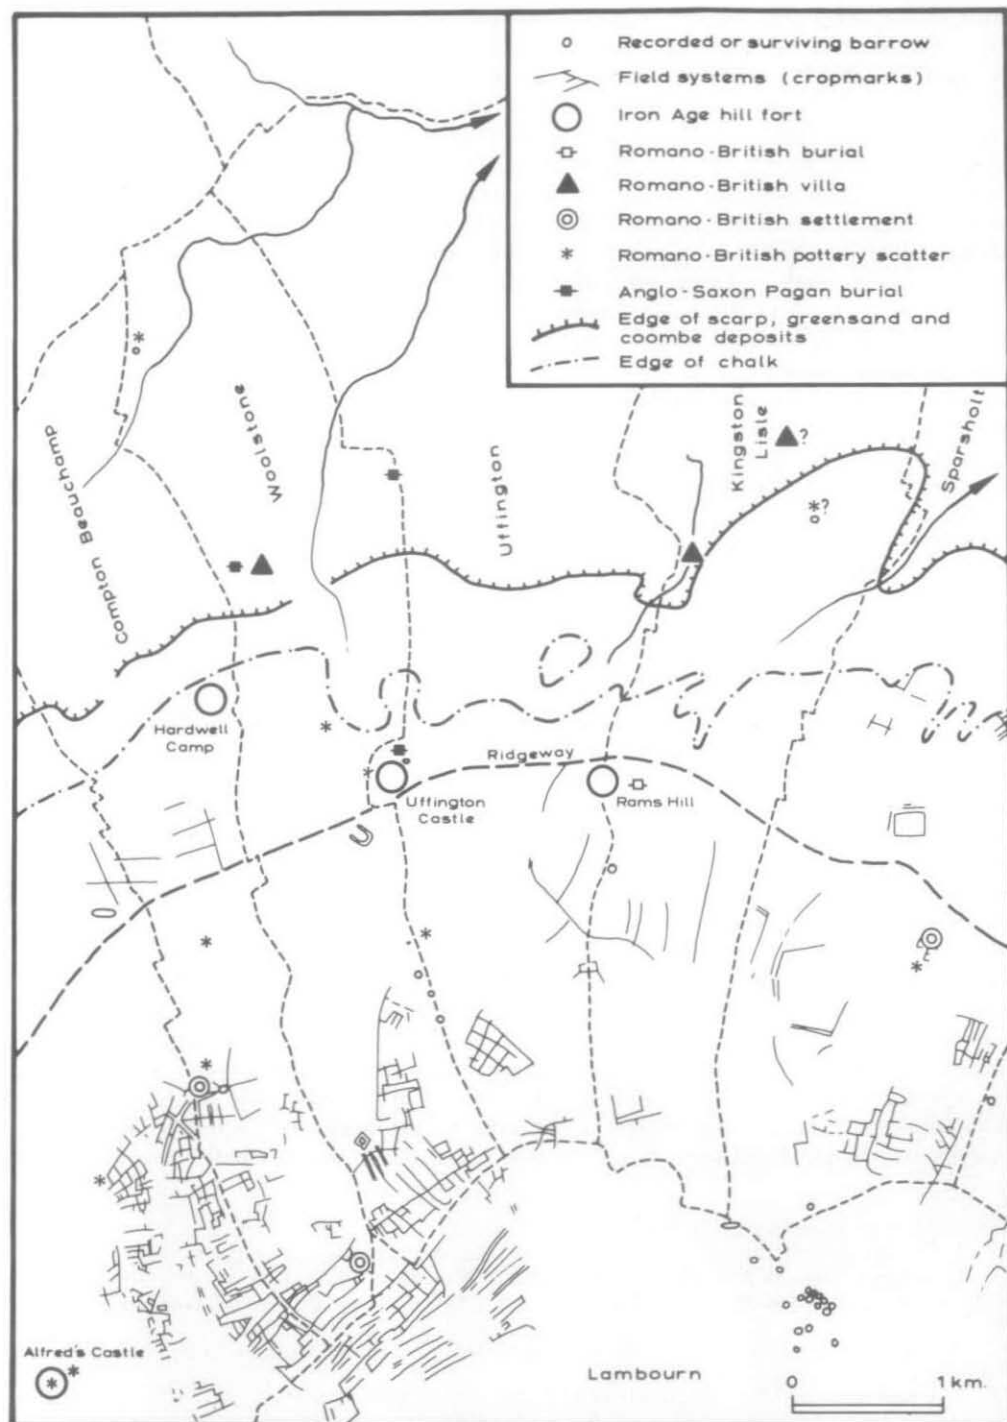 Recorded or surviving barrow
Field systems (cropmarks)
Iron Age hill fort
Romano-British burial
Romano-British villa
Romano-British settlement
Romano-British pottery scatter
Anglo-Saxon Pagan burial
Edge of scarp, greensand and
coombe deposits
Edge of chalk
Compton Beauchamp
Woolstone
Uffington
Kingston
Lisle
Sparsholt
?
?
Hardwell
Camp
Ridgeway
Uffington
Castle
Rams Hill
?
Alfred's Castle
Lambourn
0 1 km.